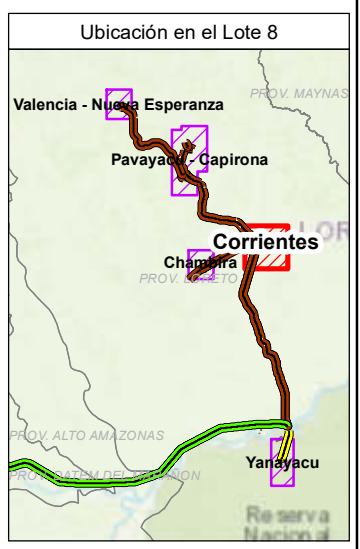 Ubicación en el Lote 8
PROV. MAYNAS
Valencia - Nueva Esperanza
Pavayacu - Capirona
LOR
Corrientes
Chambira
PROV. LORETO
PROV. ALTO AMAZONAS
Yanayacu
PROV. DATEM DEL MARAÑON
Reserva
Nacional